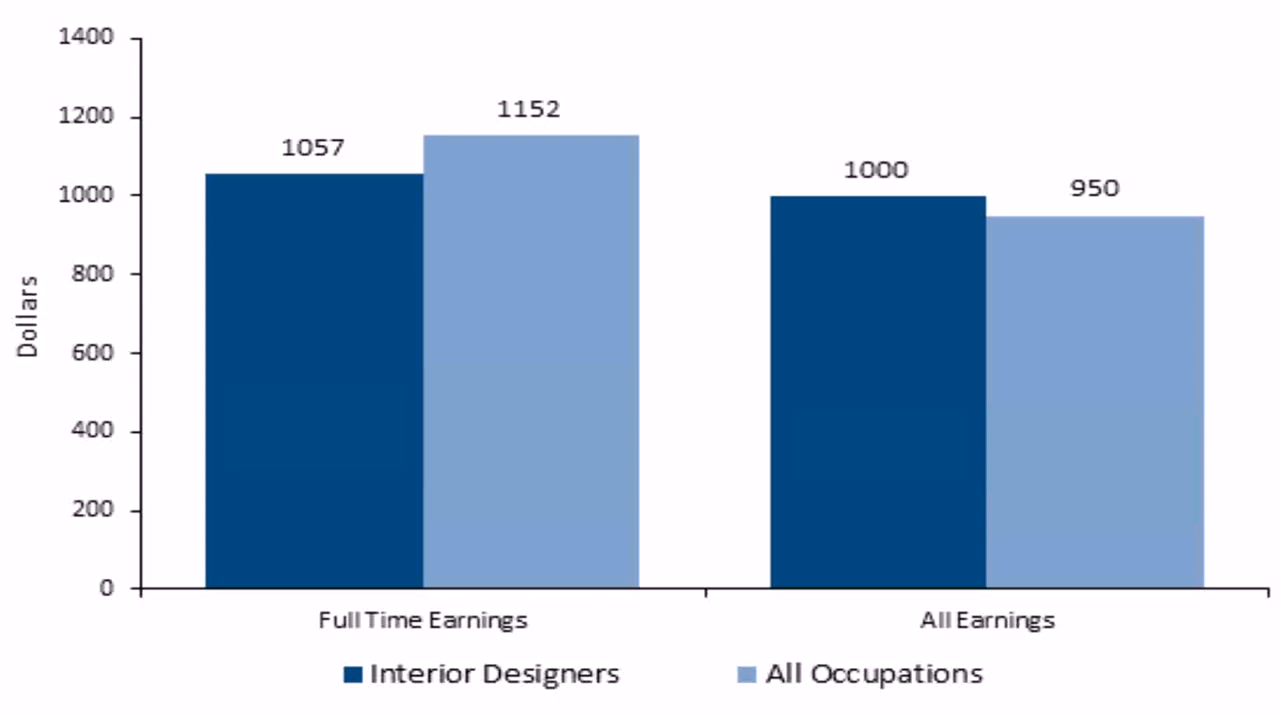 1400
1200
1000
800
600
400
200
0
Dollars
1057
1152
1000
950
Full Time Earnings
All Earnings
Interior Designers
All Occupations